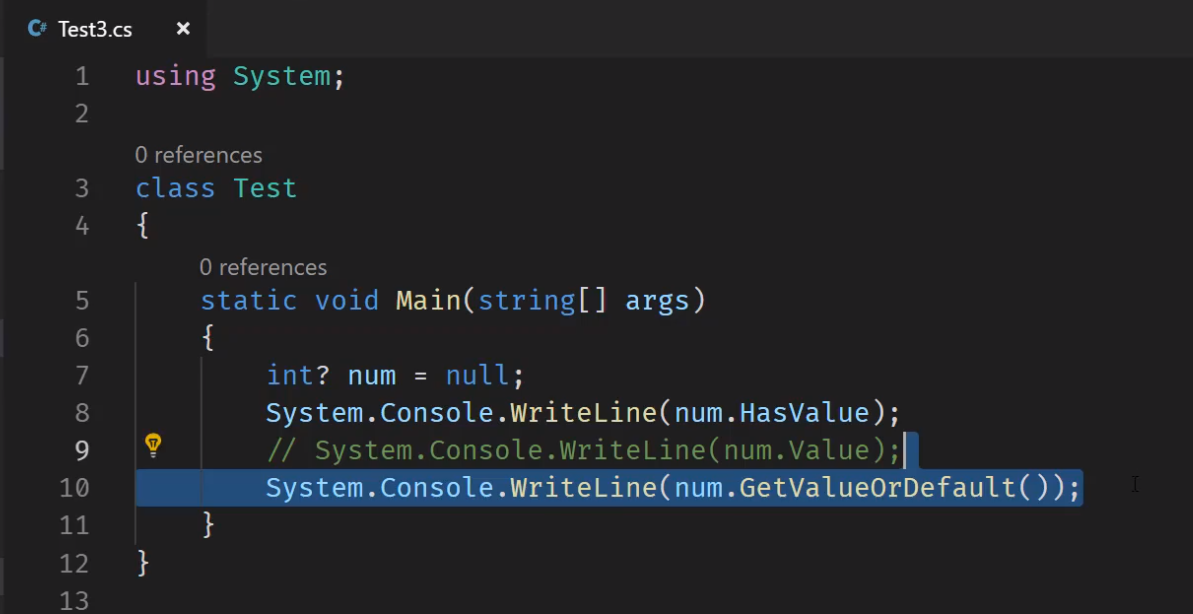 C# Test3.cs ×
1 using System;
2
0 references
3 class Test
4 {
0 references
5 static void Main(string[] args)
6 {
7 int? num = null;
8 System.Console.WriteLine(num.HasValue);
9 // System.Console.WriteLine(num.Value);
10 System.Console.WriteLine(num.GetValueOrDefault());
11 }
12 }
13